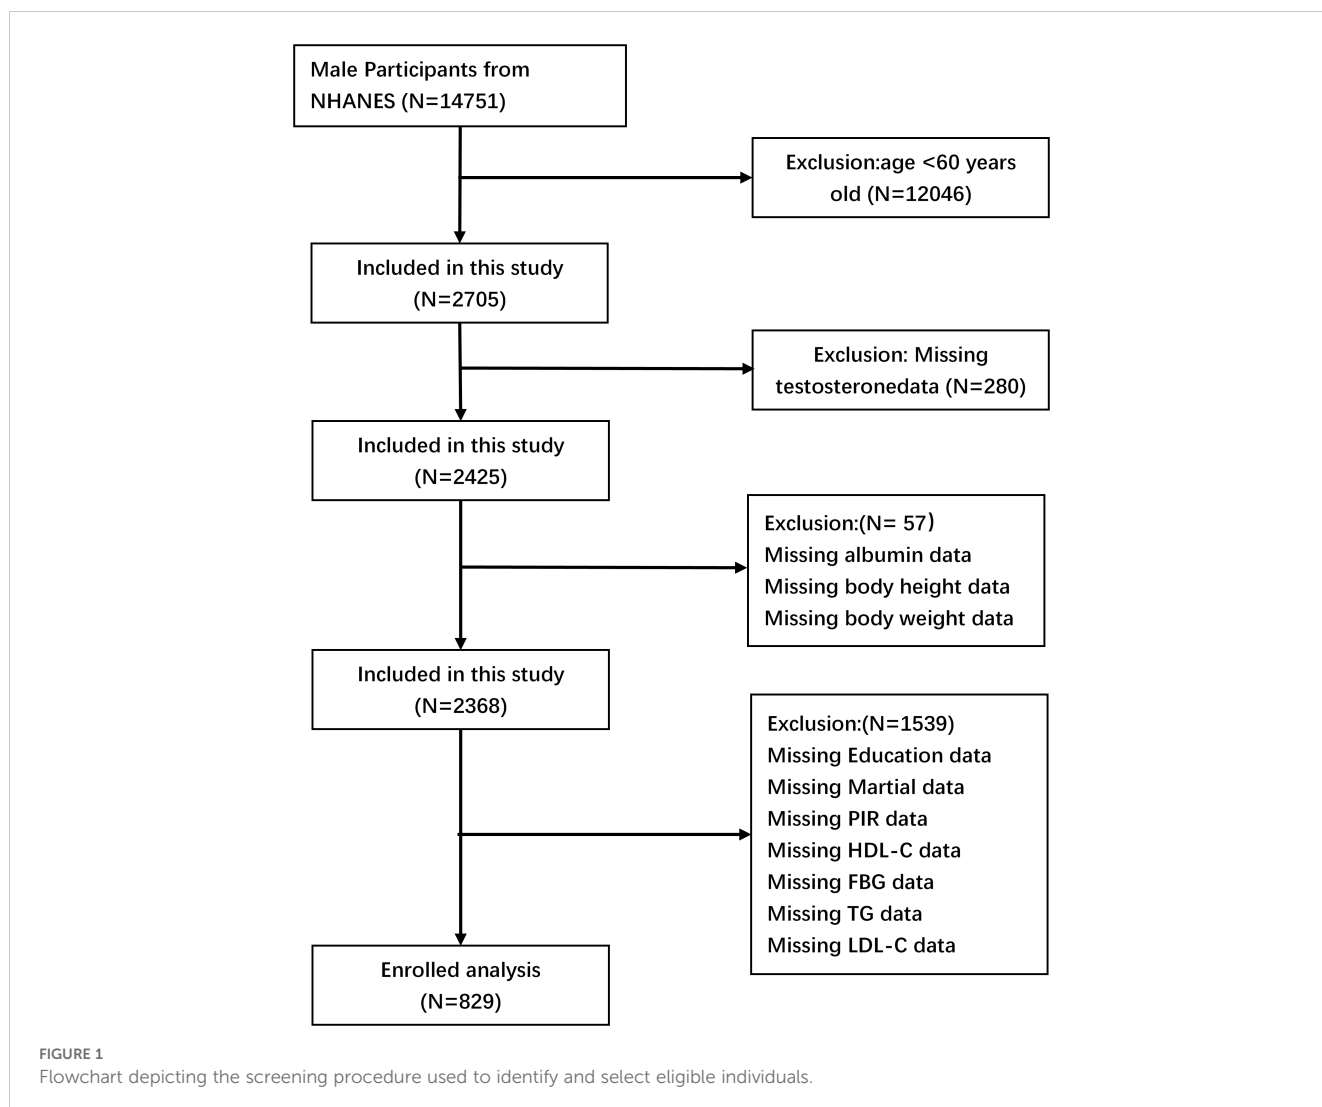 Male Participants from
NHANES (N=14751)
Exclusion:age <60 years
old (N=12046)
Included in this study
(N=2705)
Exclusion: Missing
testosteronedata (N=280)
Included in this study
(N=2425)
Exclusion:(N= 57)
Missing albumin data
Missing body height data
Missing body weight data
Included in this study
(N=2368)
Exclusion:(N=1539)
Missing Education data
Missing Martial data
Missing PIR data
Missing HDL-C data
Missing FBG data
Missing TG data
Missing LDL-C data
Enrolled analysis
(N=829)
FIGURE 1
Flowchart depicting the screening procedure used to identify and select eligible individuals.